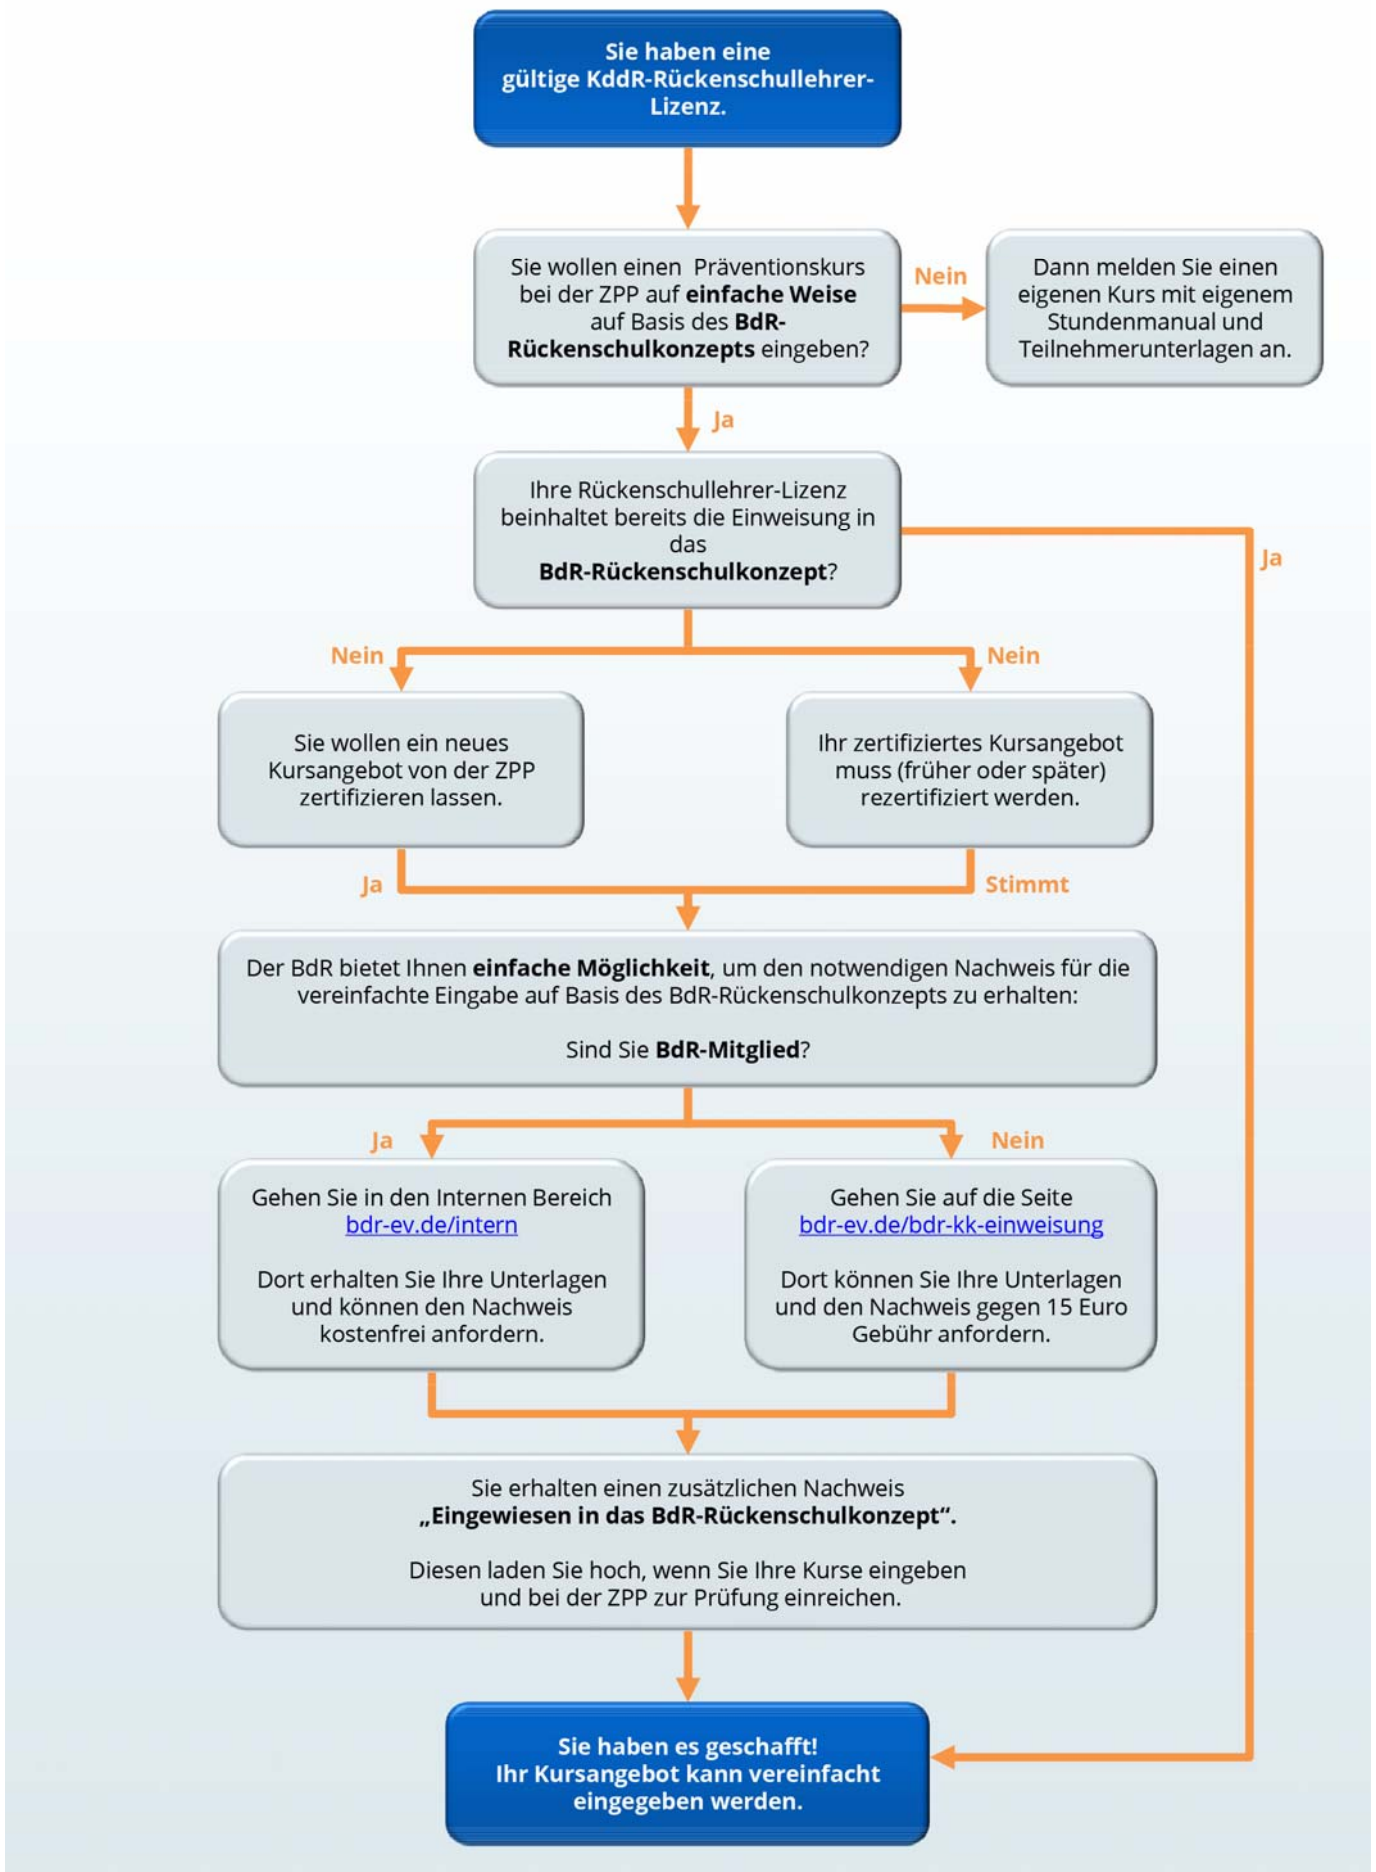 Sie haben eine
gültige KddR-Rückenschullehrer-
Lizenz.
Sie wollen einen Präventionskurs
bei der ZPP auf einfache Weise
auf Basis des BdR-
Rückenschulkonzepts eingeben?
Nein
Dann melden Sie einen
eigenen Kurs mit eigenem
Stundenmanual und
Teilnehmerunterlagen an.
Ja
Ihre Rückenschullehrer-Lizenz
beinhaltet bereits die Einweisung in
das
BdR-Rückenschulkonzept?
Ja
Nein
Nein
Sie wollen ein neues
Kursangebot von der ZPP
zertifizieren lassen.
Ihr zertifiziertes Kursangebot
muss (früher oder später)
rezertifiziert werden.
Ja
Stimmt
Der BdR bietet Ihnen einfache Möglichkeit, um den notwendigen Nachweis für die
vereinfachte Eingabe auf Basis des BdR-Rückenschulkonzepts zu erhalten:
Sind Sie BdR-Mitglied?
Ja
Nein
Gehen Sie in den Internen Bereich
bdr-ev.de/intern
Dort erhalten Sie Ihre Unterlagen
und können den Nachweis
kostenfrei anfordern.
Gehen Sie auf die Seite
bdr-ev.de/bdr-kk-einweisung
Dort können Sie Ihre Unterlagen
und den Nachweis gegen 15 Euro
Gebühr anfordern.
Sie erhalten einen zusätzlichen Nachweis
„Eingewiesen in das BdR-Rückenschulkonzept“.
Diesen laden Sie hoch, wenn Sie Ihre Kurse eingeben
und bei der ZPP zur Prüfung einreichen.
Sie haben es geschafft!
Ihr Kursangebot kann vereinfacht
eingegeben werden.